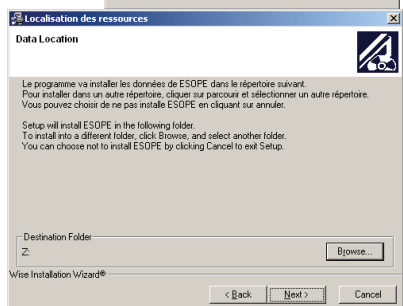 Localisation des ressources
Data Location
Le programme va installer les données de ESOPE dans le répertoire suivant.
Pour installer dans un autre répertoire, cliquer sur parcourir et sélectionner un autre répertoire.
Vous pouvez choisir de ne pas installe ESOPE en cliquant sur annuler.
Setup will install ESOPE in the following folder.
To install into a different folder, click Browse, and select another folder.
You can choose not to install ESOPE by clicking Cancel to exit Setup.
Destination Folder
Z:
Browse...
Wise Installation Wizard®
< Back
Next >
Cancel